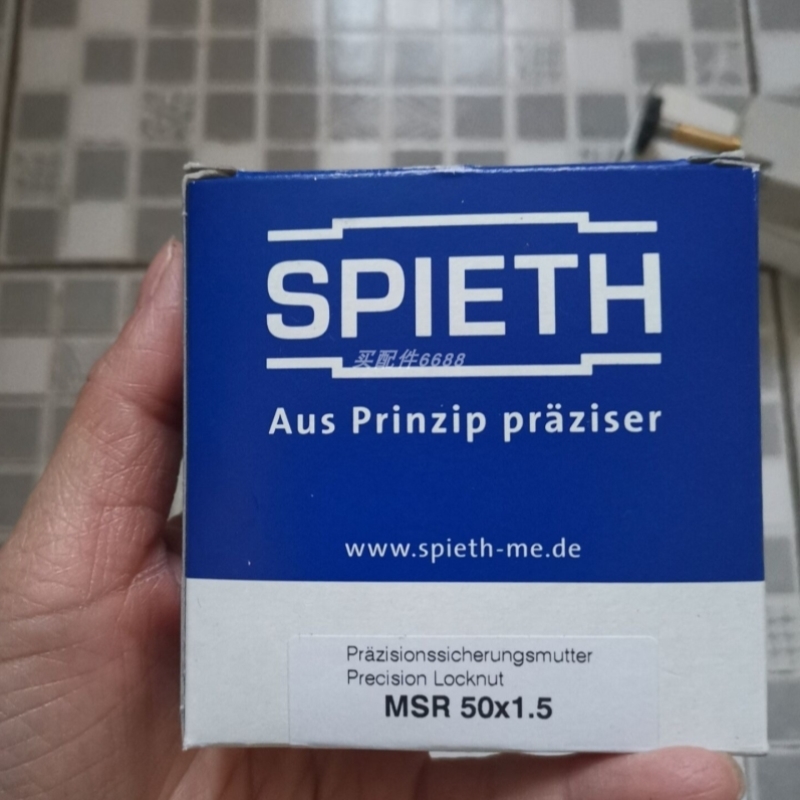 SPIETH
买配件6688
Aus Prinzip präziser
www.spieth-me.de
Präzisionssicherungsmutter
Precision Locknut
MSR 50x1.5